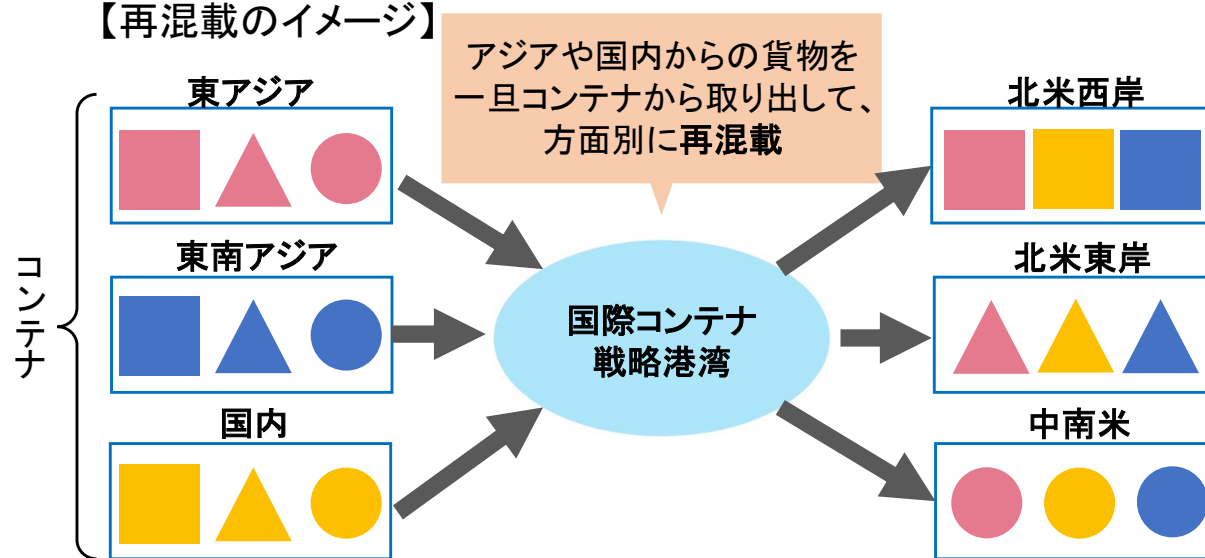 【再混載のイメージ】
アジアや国内からの貨物を
一旦コンテナから取り出して、
方面別に再混載
コンテナ
東アジア
東南アジア
国内
国際コンテナ
戦略港湾
北米西岸
北米東岸
中南米